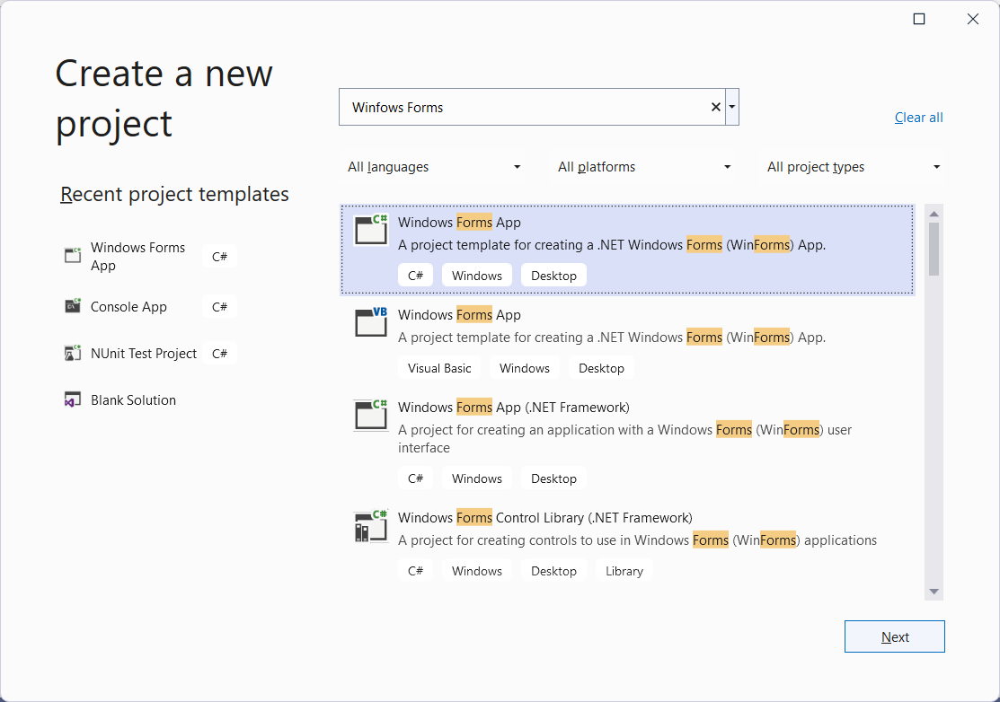 Create a new
project
Winfows Forms
Clear all
All languages
All platforms
All project types
Recent project templates
Windows Forms
App
C#
Console App
C#
NUnit Test Project
C#
Blank Solution
C#
Windows Forms App
A project template for creating a .NET Windows Forms (WinForms) App.
C#
Windows
Desktop
VB
Windows Forms App
A project template for creating a .NET Windows Forms (WinForms) App.
Visual Basic
Windows
Desktop
C#
Windows Forms App (.NET Framework)
A project for creating an application with a Windows Forms (WinForms) user
interface
C#
Windows
Desktop
C#
Windows Forms Control Library (.NET Framework)
A project for creating controls to use in Windows Forms (WinForms) applications
C#
Windows
Desktop
Library
Next